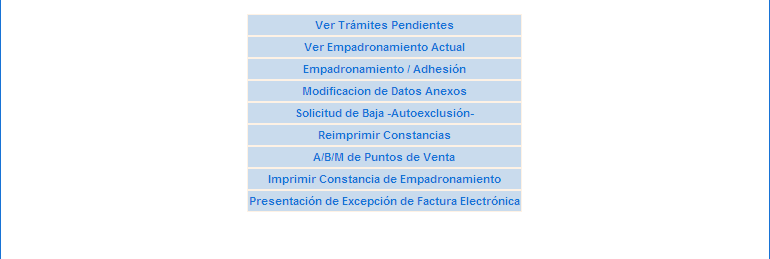 Ver Trámites Pendientes
Ver Empadronamiento Actual
Empadronamiento / Adhesión
Modificacion de Datos Anexos
Solicitud de Baja -Autoexclusión-
Reimprimir Constancias
A/B/M de Puntos de Venta
Imprimir Constancia de Empadronamiento
Presentación de Excepción de Factura Electrónica